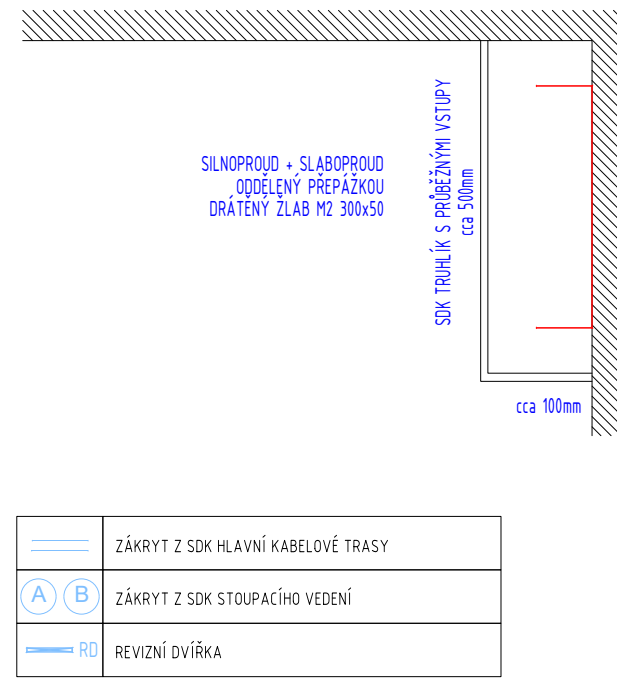 SILNOPROUD + SLABOPROUD
ODDĚLENÝ PŘEPÁŽKOU
DRÁTĚNÝ ŽLAB M2 300x50
SDK TRUHLÍK S PRŮBĚŽNÝMI VSTUPY
cca 500mm
cca 100mm
ZÁKRYT Z SDK HLAVNÍ KABELOVÉ TRASY
A B ZÁKRYT Z SDK STOUPACÍHO VEDENÍ
RD REVIZNÍ DVÍŘKA